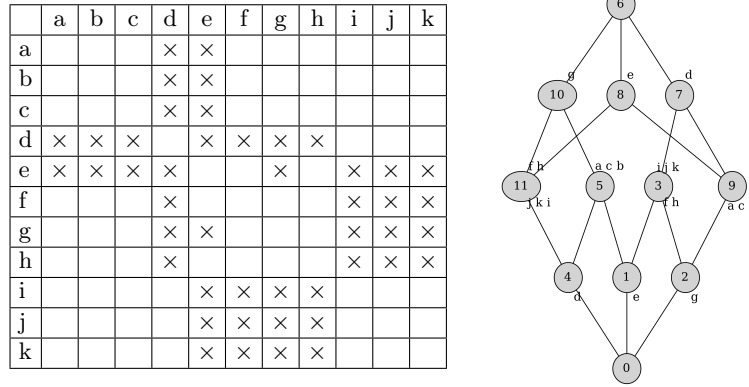 a b c d e f g h i j k
a × ×
b × ×
c × ×
d × × × × × × ×
e × × × × × × × ×
f × × × ×
g × × × × ×
h × × × ×
i × × × ×
j × × × ×
k × × × ×
6
g e d
10 8 7
f h a c b i j k
11 5 3 9
j k i f h a c
4 1 2
d e g
0